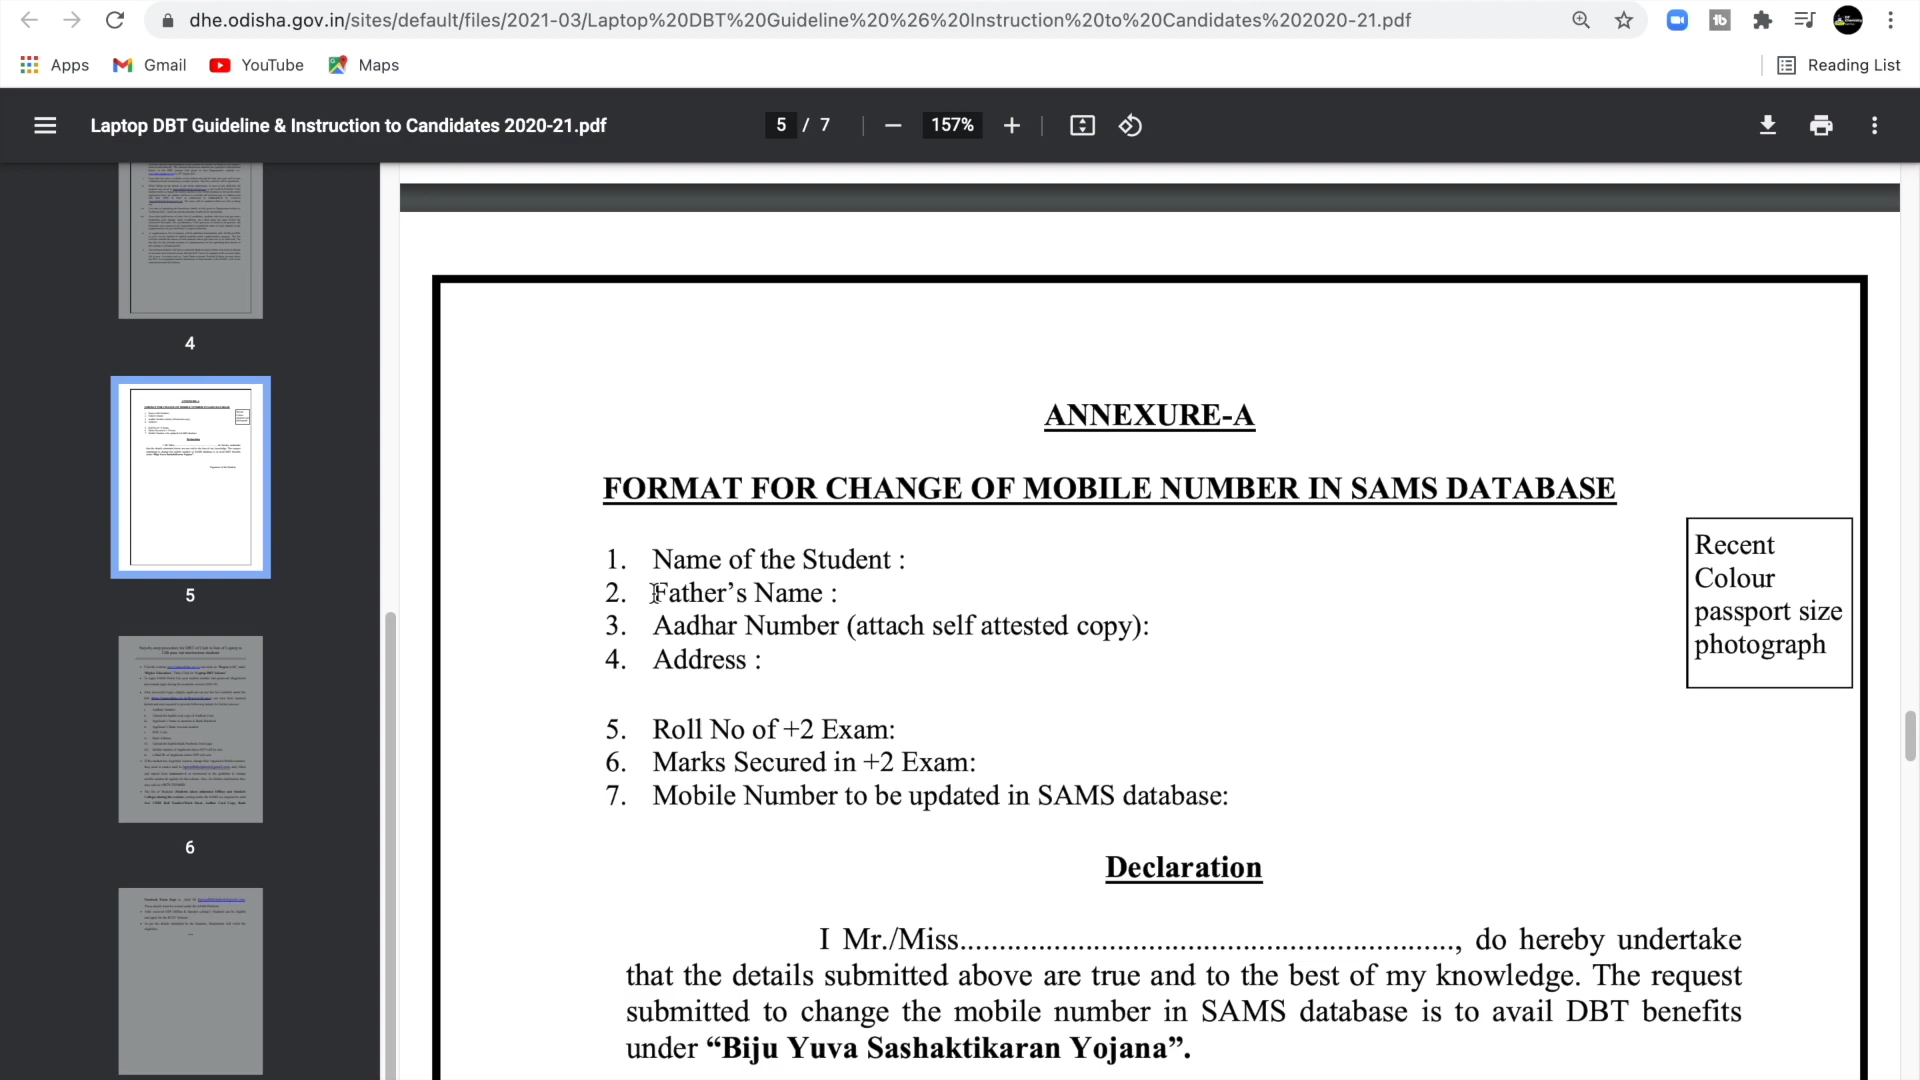 dhe.odisha.gov.in/sites/default/files/2021-03/Laptop%20DBT%20Guideline%20%26%20Instruction%20to%20Candidates%202020-21.pdf
Apps Gmail YouTube Maps Reading List
Laptop DBT Guideline & Instruction to Candidates 2020-21.pdf 5 / 7 157%
4
5
6
ANNEXURE-A
FORMAT FOR CHANGE OF MOBILE NUMBER IN SAMS DATABASE
1. Name of the Student :
2. Father’s Name :
3. Aadhar Number (attach self attested copy):
4. Address :
Recent
Colour
passport size
photograph
5. Roll No of +2 Exam:
6. Marks Secured in +2 Exam:
7. Mobile Number to be updated in SAMS database:
Declaration
I Mr./Miss..............................................................., do hereby undertake
that the details submitted above are true and to the best of my knowledge. The request
submitted to change the mobile number in SAMS database is to avail DBT benefits
under “Biju Yuva Sashaktikaran Yojana”.